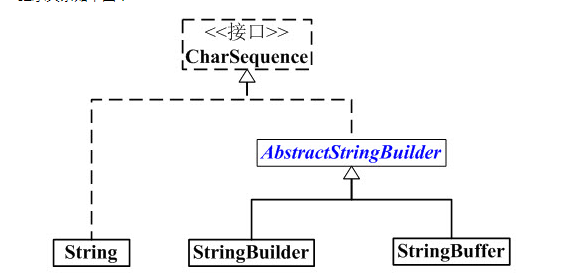 <<接口>>
CharSequence
AbstractStringBuilder
String
StringBuilder
StringBuffer